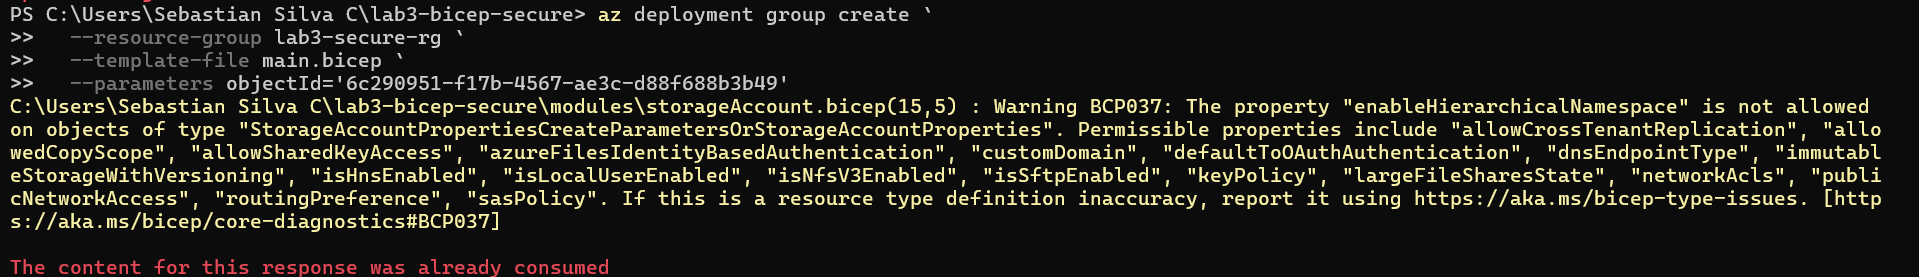 PS C:\Users\Sebastian Silva C\lab3-bicep-secure> az deployment group create `
>>   --resource-group lab3-secure-rg `
>>   --template-file main.bicep `
>>   --parameters objectId='6c290951-f17b-4567-ae3c-d88f688b3b49'
C:\Users\Sebastian Silva C\lab3-bicep-secure\modules\storageAccount.bicep(15,5) : Warning BCP037: The property "enableHierarchicalNamespace" is not allowed
on objects of type "StorageAccountPropertiesCreateParametersOrStorageAccountProperties". Permissible properties include "allowCrossTenantReplication", "allo
wedCopyScope", "allowSharedKeyAccess", "azureFilesIdentityBasedAuthentication", "customDomain", "defaultToOAuthAuthentication", "dnsEndpointType", "immutabl
eStorageWithVersioning", "isHnsEnabled", "isLocalUserEnabled", "isNfsV3Enabled", "isSftpEnabled", "keyPolicy", "largeFileSharesState", "networkAcls", "publi
cNetworkAccess", "routingPreference", "sasPolicy". If this is a resource type definition inaccuracy, report it using https://aka.ms/bicep-type-issues. [http
s://aka.ms/bicep/core-diagnostics#BCP037]
The content for this response was already consumed